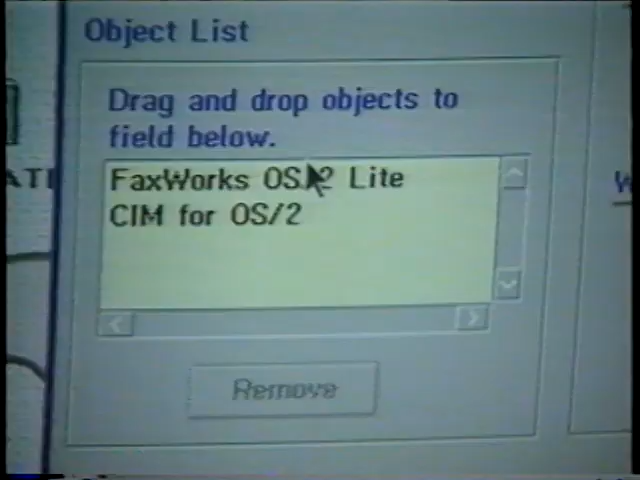 Object List
Drag and drop objects to
field below.
FaxWorks OS/2 Lite
CIM for OS/2
Remove